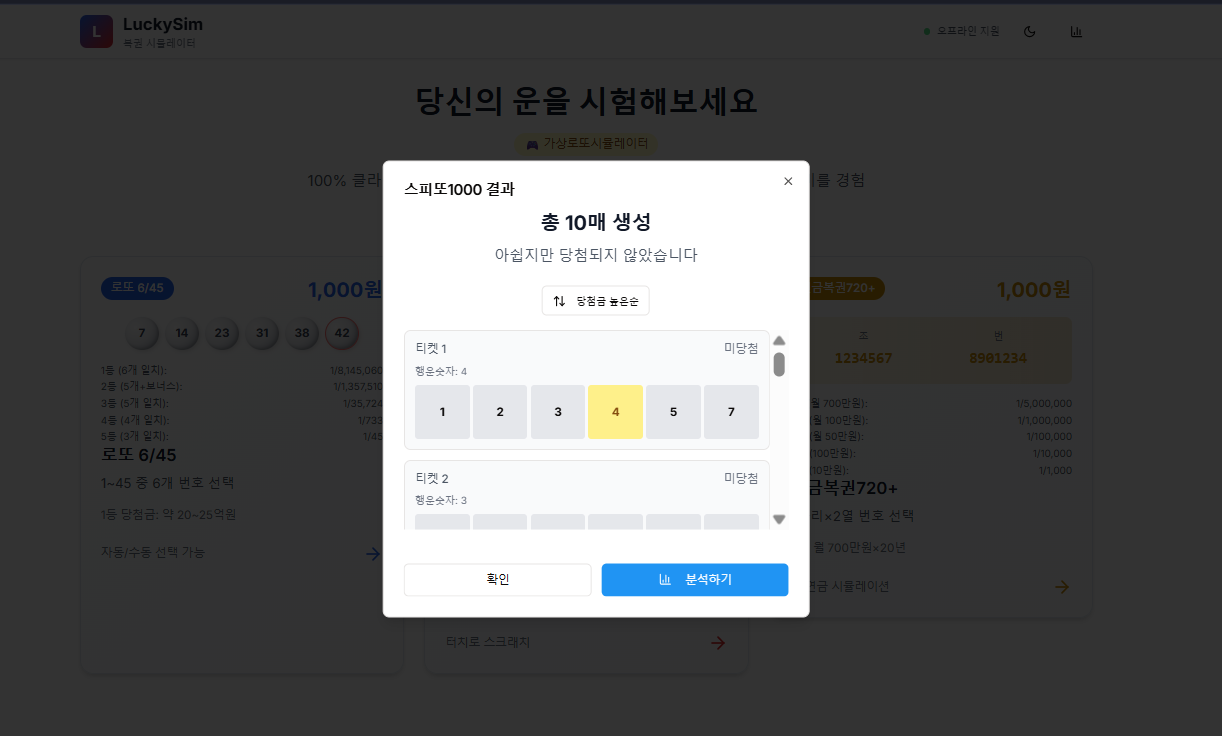 L
LuckySim
복권 시뮬레이터
오프라인 지원
당신의 운을 시험해보세요
가상로또시뮬레이터
100% 클라
를 경험
스피또1000 결과
총 10매 생성
아쉽지만 당첨되지 않았습니다
당첨금 높은순
티켓 1 미당첨
행운숫자: 4
1 2 3 4 5 7
티켓 2 미당첨
행운숫자: 3
확인 분석하기
로또 6/45 1,000원
7 14 23 31 38 42
1등 (6개 일치): 1/8,145,060
2등 (5개+보너스): 1/1,357,510
3등 (5개 일치): 1/35,724
4등 (4개 일치): 1/733
5등 (3개 일치): 1/45
로또 6/45
1~45 중 6개 번호 선택
1등 당첨금: 약 20~25억원
자동/수동 선택 가능
터치로 스크래치
금복권720+ 1,000원
조 번
1234567 8901234
월 700만원): 1/5,000,000
월 100만원): 1/1,000,000
월 50만원): 1/100,000
(100만원): 1/10,000
10만원): 1/1,000
금복권720+
리×2열 번호 선택
월 700만원×20년
연금 시뮬레이션